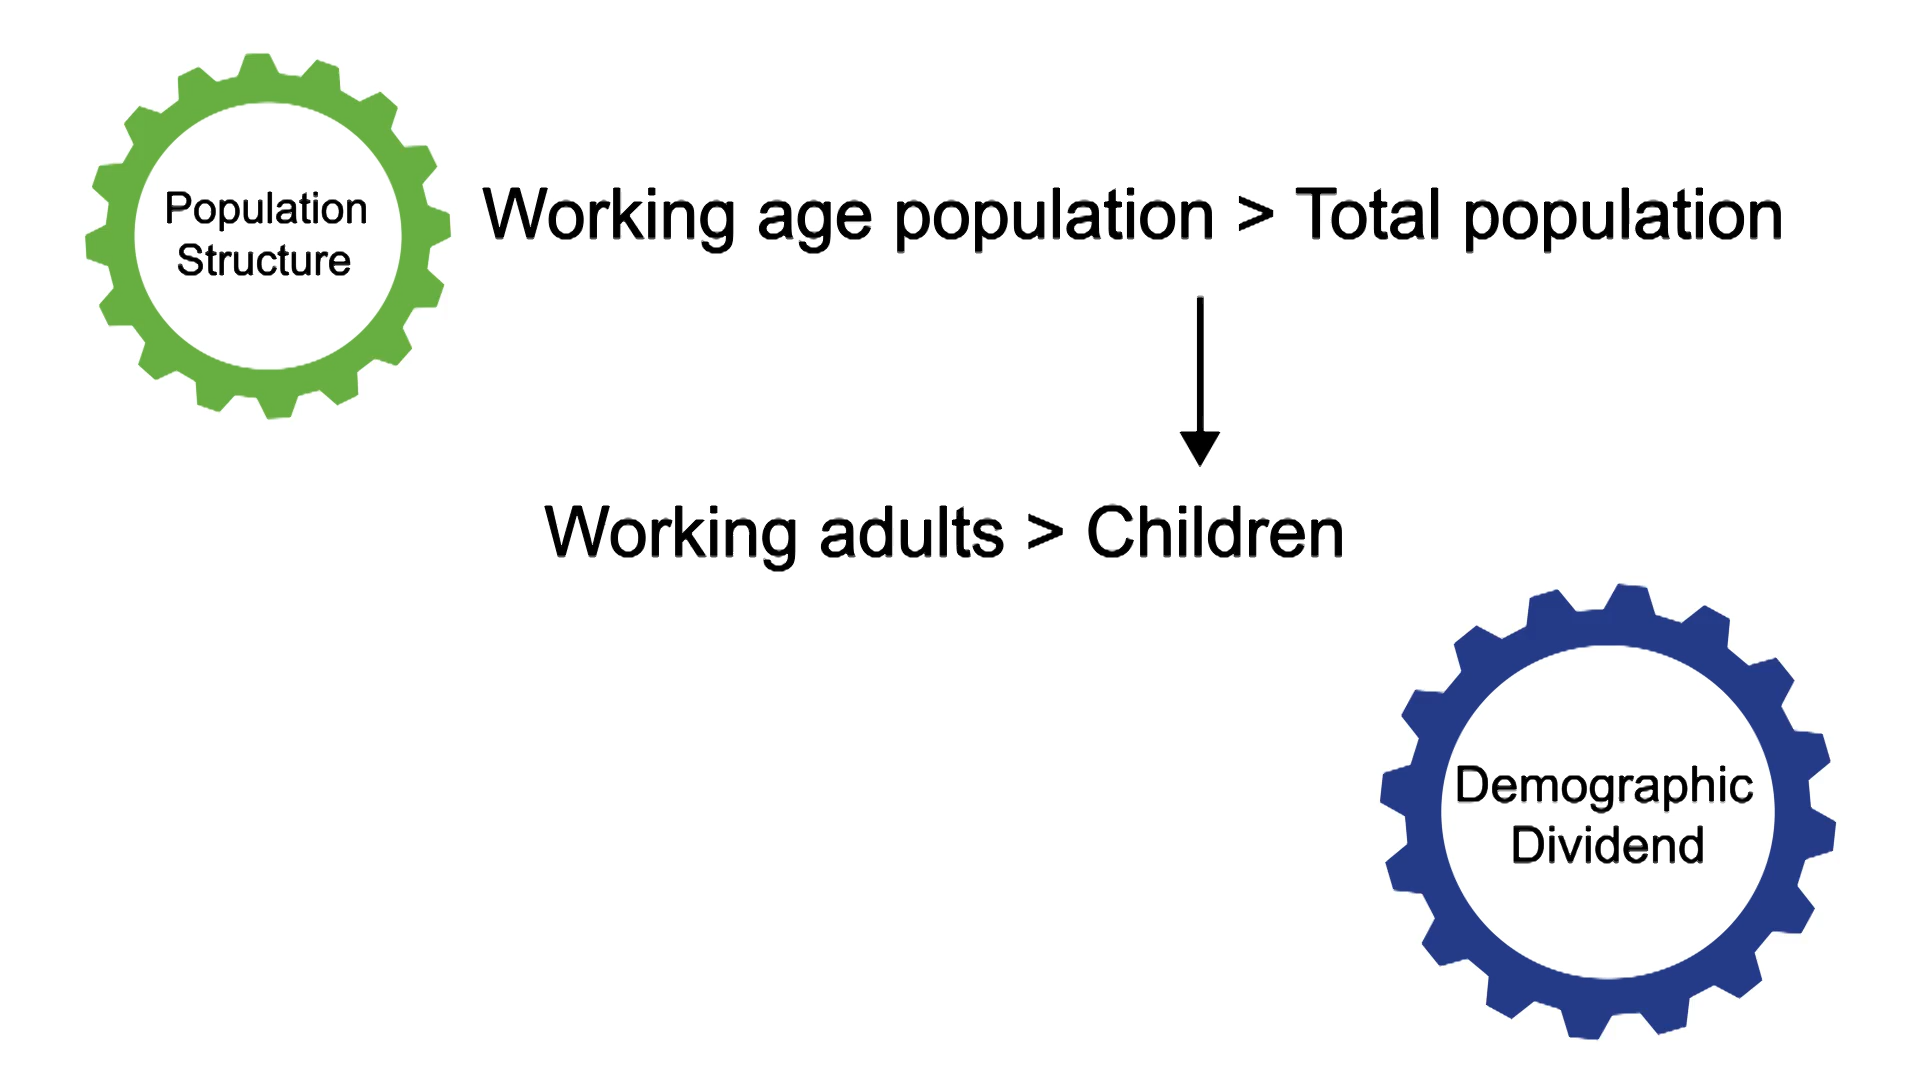 Population
Structure
Working age population > Total population
Working adults > Children
Demographic
Dividend